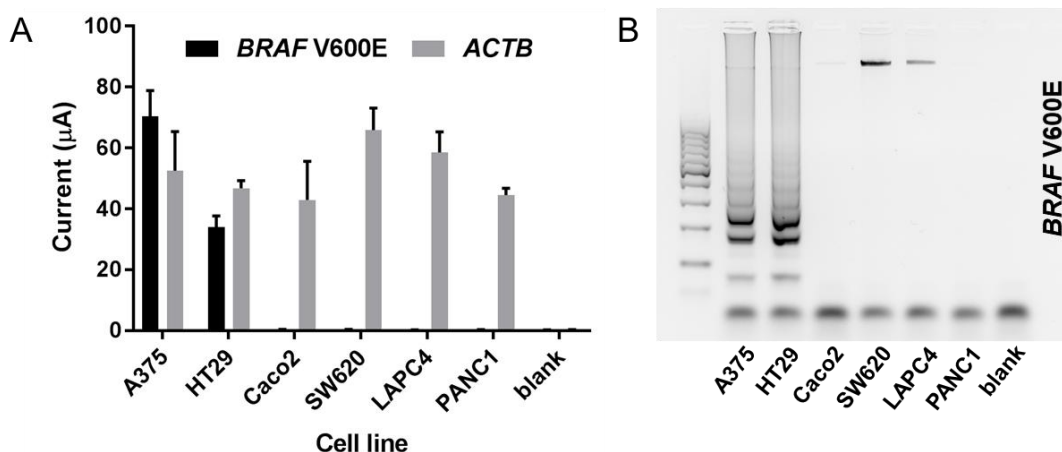 A
BRAF V600E
ACTB
100
80
60
40
20
0
Current (µA)
A375
HT29
Caco2
SW620
LAPC4
PANC1
blank
Cell line
B
BRAF V600E
A375
HT29
Caco2
SW620
LAPC4
PANC1
blank